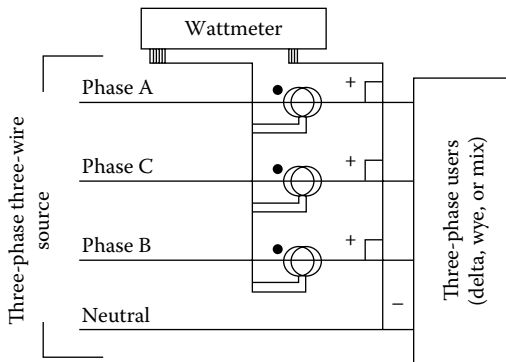 Wattmeter
Three-phase three-wire
source
Phase A
+
Phase C
+
Phase B
+
Neutral
−
Three-phase users
(delta, wye, or mix)